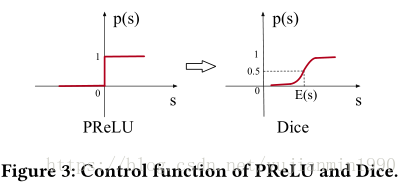 p(s)
p(s)
1
1
0.5
0
0
E(s)
s
s
PReLU
Dice
Figure 3: Control function of PReLU and Dice.